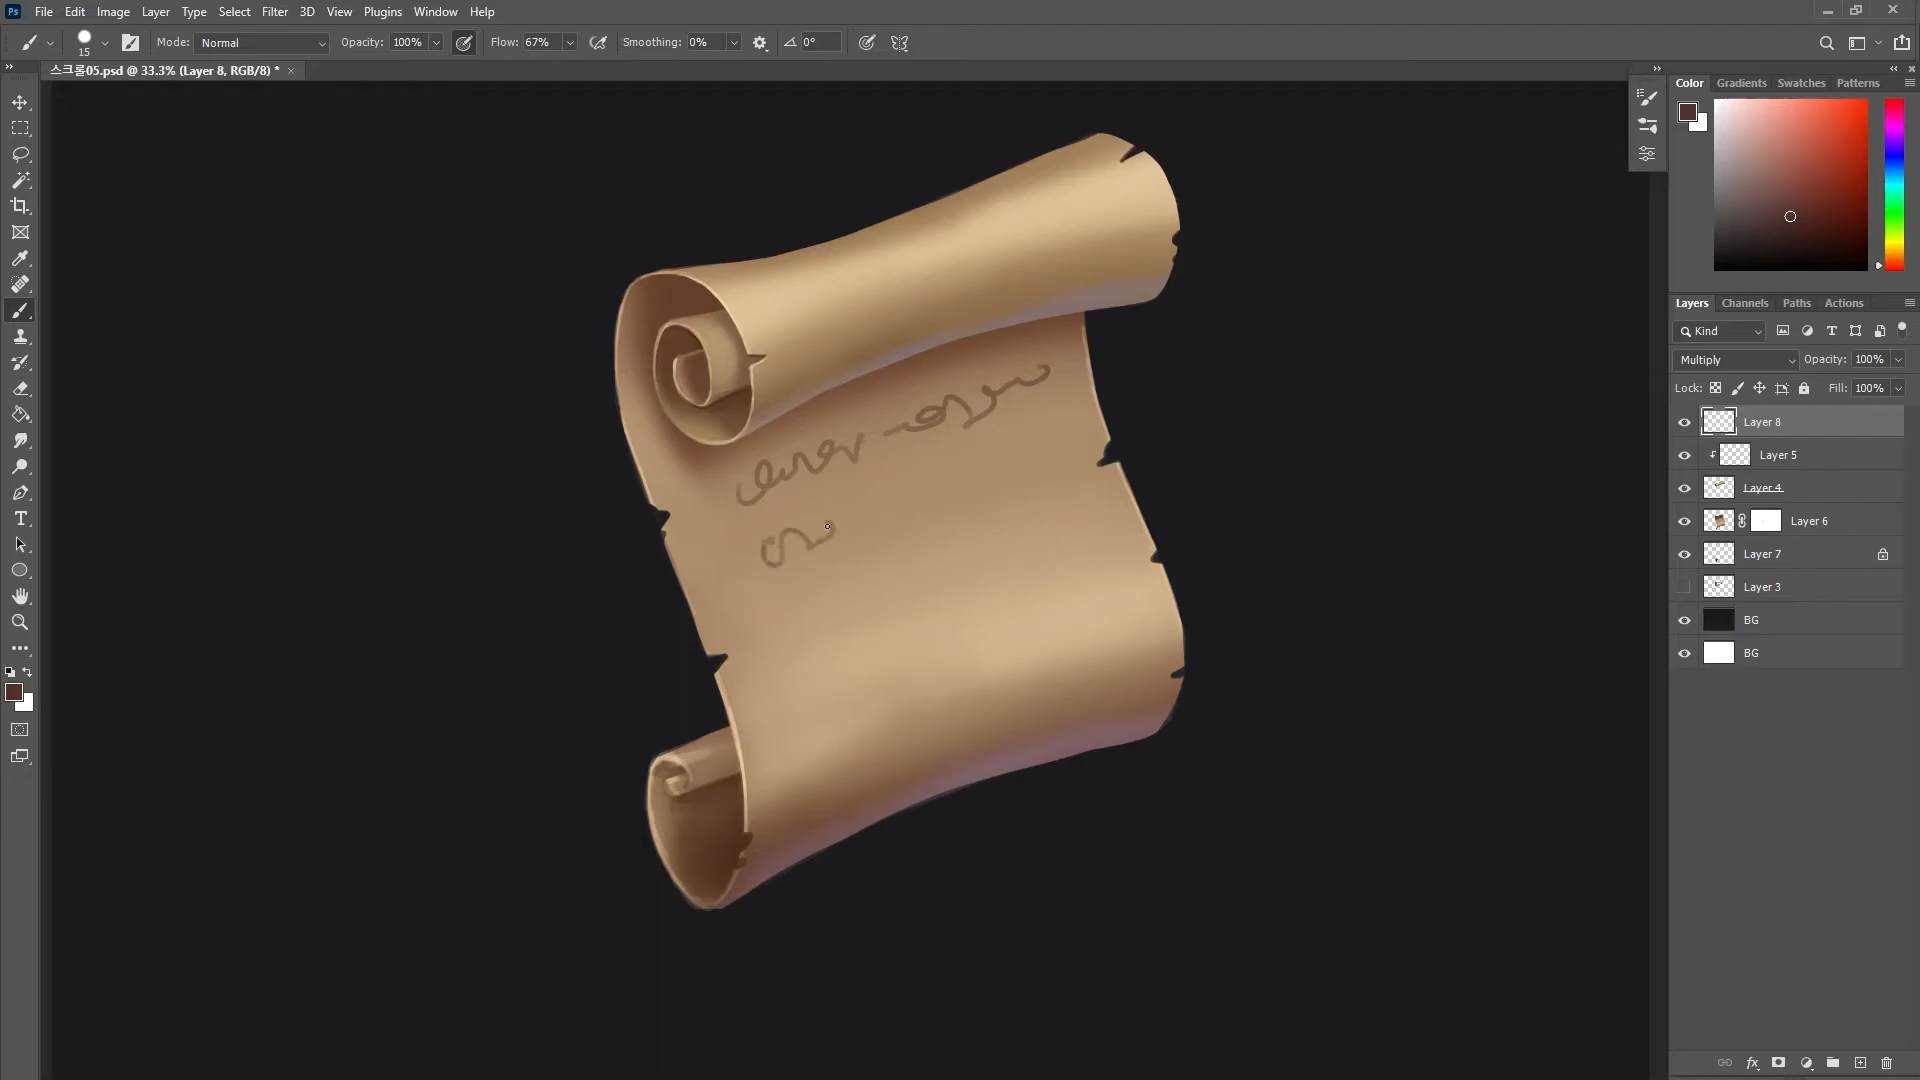 Ps File Edit Image Layer Type Select Filter 3D View Plugins Window Help
15 Mode: Normal Opacity: 100% Flow: 67% Smoothing: 0% 0°
스크롤05.psd @ 33.3% (Layer 8, RGB/8) * ×
Color Gradients Swatches Patterns
Layers Channels Paths Actions
Kind
Multiply Opacity: 100%
Lock: Fill: 100%
Layer 8
Layer 5
Layer 4
Layer 6
Layer 7
Layer 3
BG
BG
fx